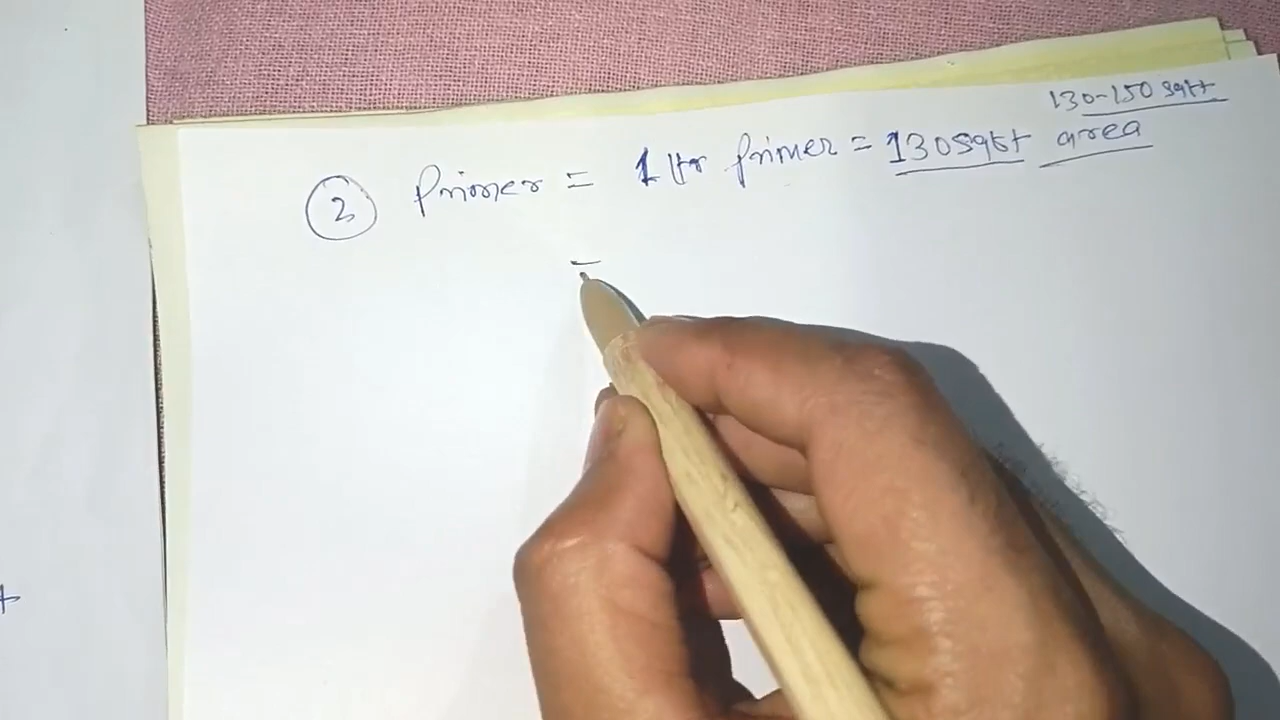 130-150 sqft
2 Primer = 1 ltr Primer = 130sqft area
=